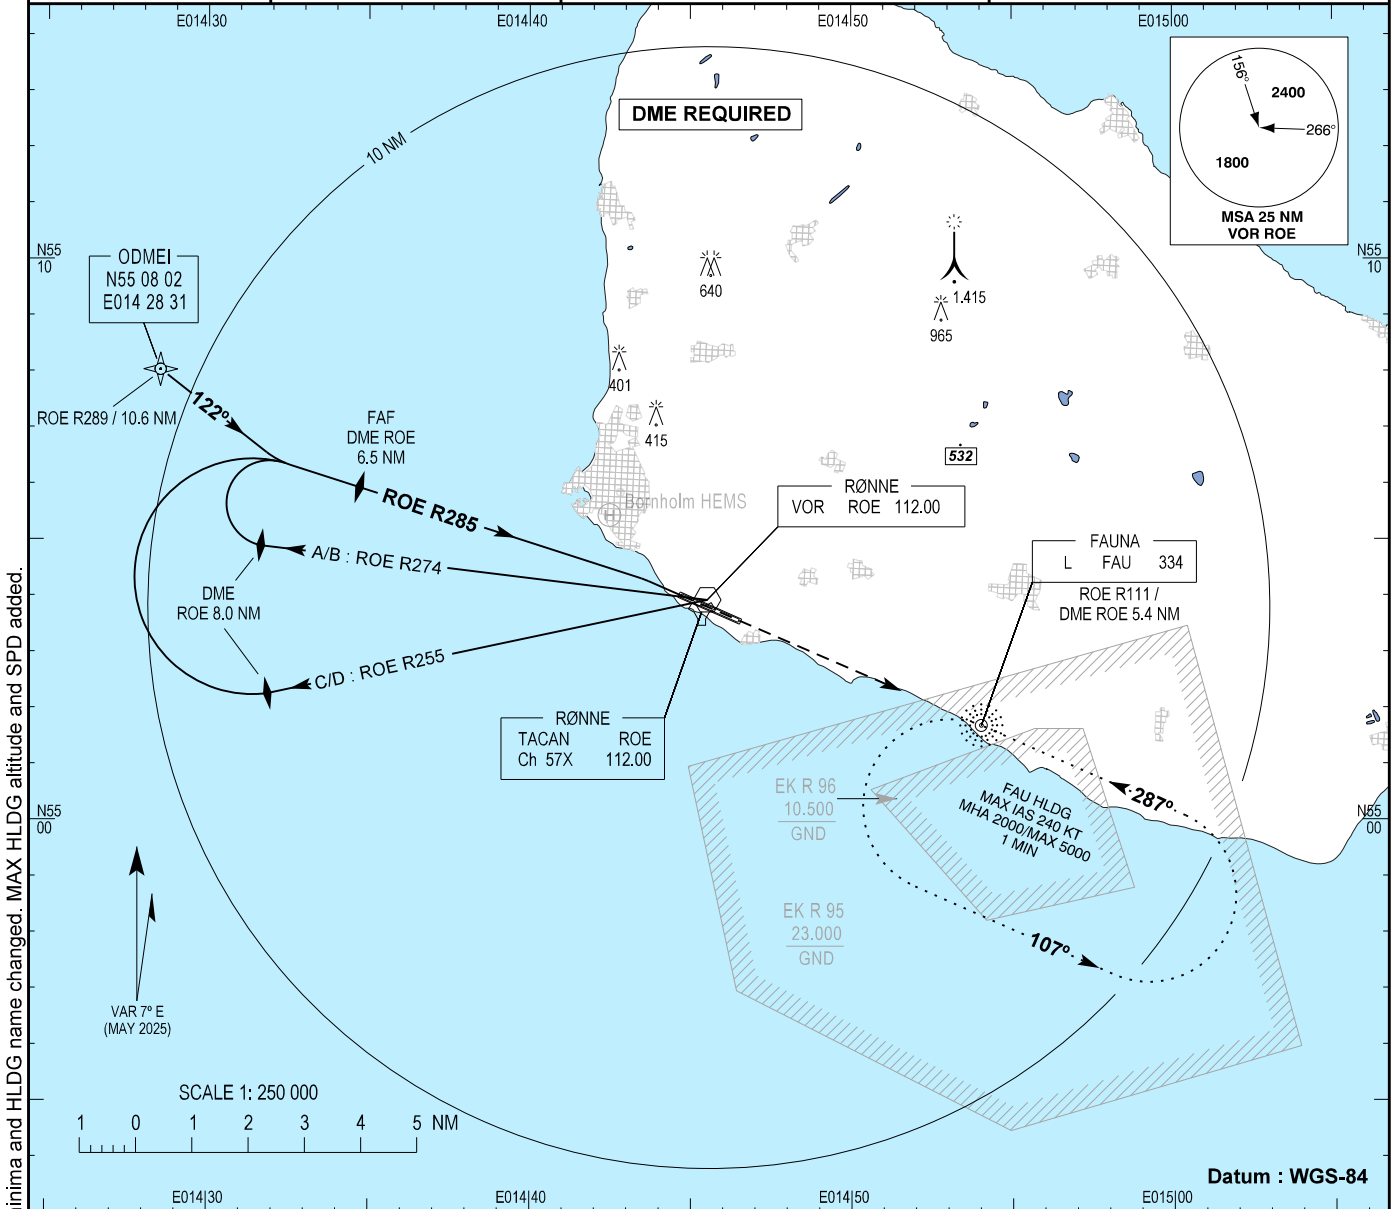 E014 30
E014 40
E014 50
E015 00
DME REQUIRED
10 NM
156°
2400
266°
1800
MSA 25 NM
VOR ROE
N55
10
N55
10
ODMEI
N55 08 02
E014 28 31
640
1.415
965
401
415
ROE R289 / 10.6 NM
122°
FAF
DME ROE
6.5 NM
532
ROE R285
Bornholm HEMS
H
RØNNE
VOR ROE 112.00
A/B : ROE R274
FAUNA
L FAU 334
ROE R111 /
DME ROE 5.4 NM
DME
ROE 8.0 NM
C/D : ROE R255
RØNNE
TACAN ROE
Ch 57X 112.00
EK R 96
10.500
GND
FAU HLDG
MAX IAS 240 KT
MHA 2000/MAX 5000
1 MIN
287°
N55
00
N55
00
EK R 95
23.000
GND
107°
VAR 7° E
(MAY 2025)
SCALE 1: 250 000
1 0 1 2 3 4 5 NM
Datum : WGS-84
E014 30
E014 40
E014 50
E015 00
minima and HLDG name changed. MAX HLDG altitude and SPD added.